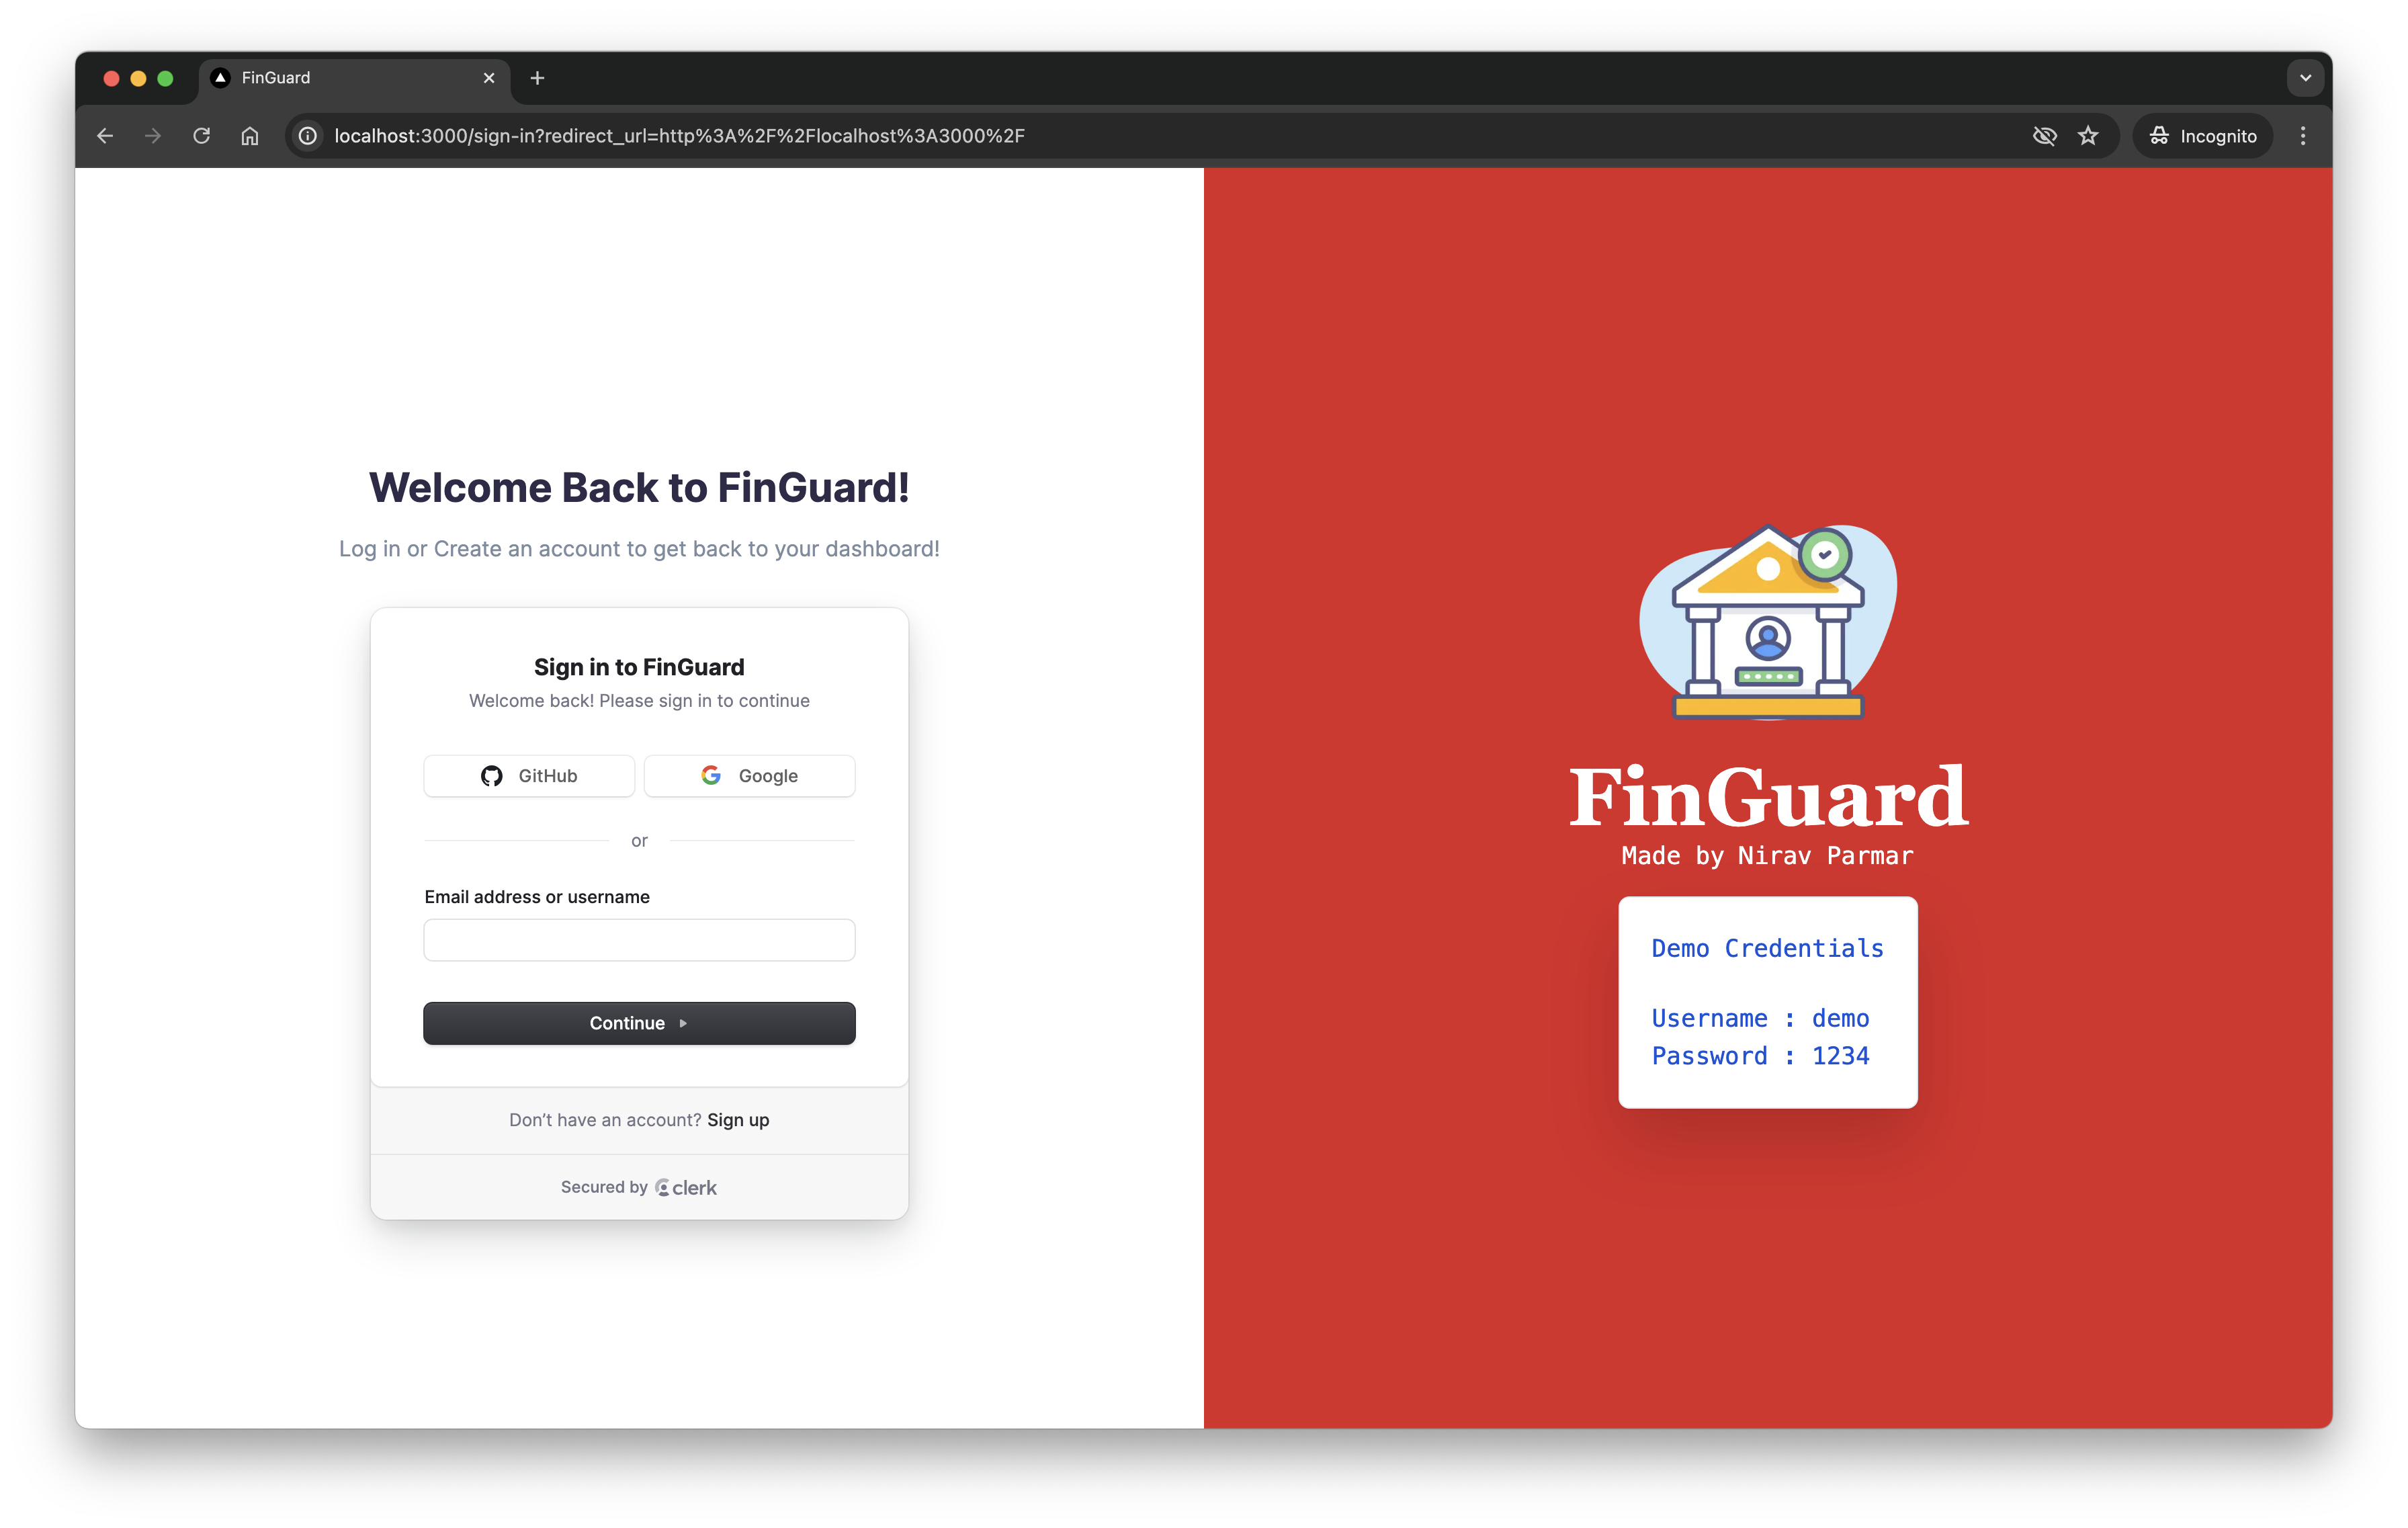 FinGuard
localhost:3000/sign-in?redirect_url=http%3A%2F%2Flocalhost%3A3000%2F
Incognito
Welcome Back to FinGuard!
Log in or Create an account to get back to your dashboard!
Sign in to FinGuard
Welcome back! Please sign in to continue
GitHub
Google
or
Email address or username
Continue
Don’t have an account? Sign up
Secured by clerk
FinGuard
Made by Nirav Parmar
Demo Credentials
Username : demo
Password : 1234